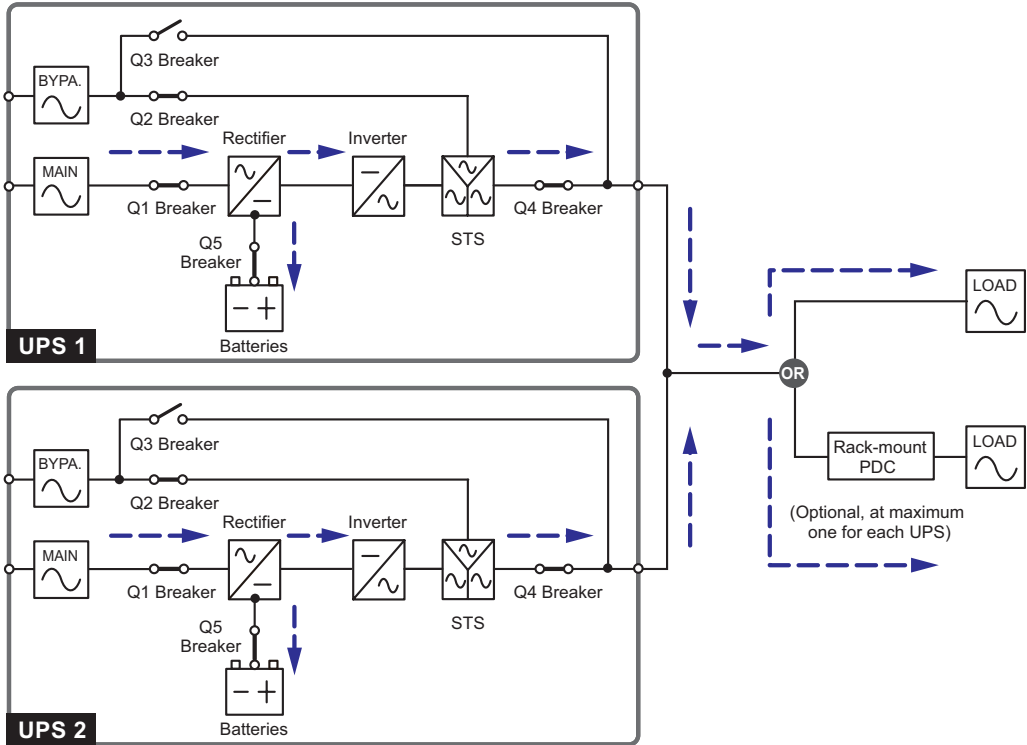 Q3 Breaker
BYPA.
Q2 Breaker
Rectifier
Inverter
MAIN
Q1 Breaker
Q4 Breaker
STS
Q5
Breaker
Batteries
UPS 1
LOAD
OR
Rack-mount
PDC
LOAD
(Optional, at maximum
one for each UPS)
Q3 Breaker
BYPA.
Q2 Breaker
Rectifier
Inverter
MAIN
Q1 Breaker
Q4 Breaker
STS
Q5
Breaker
Batteries
UPS 2